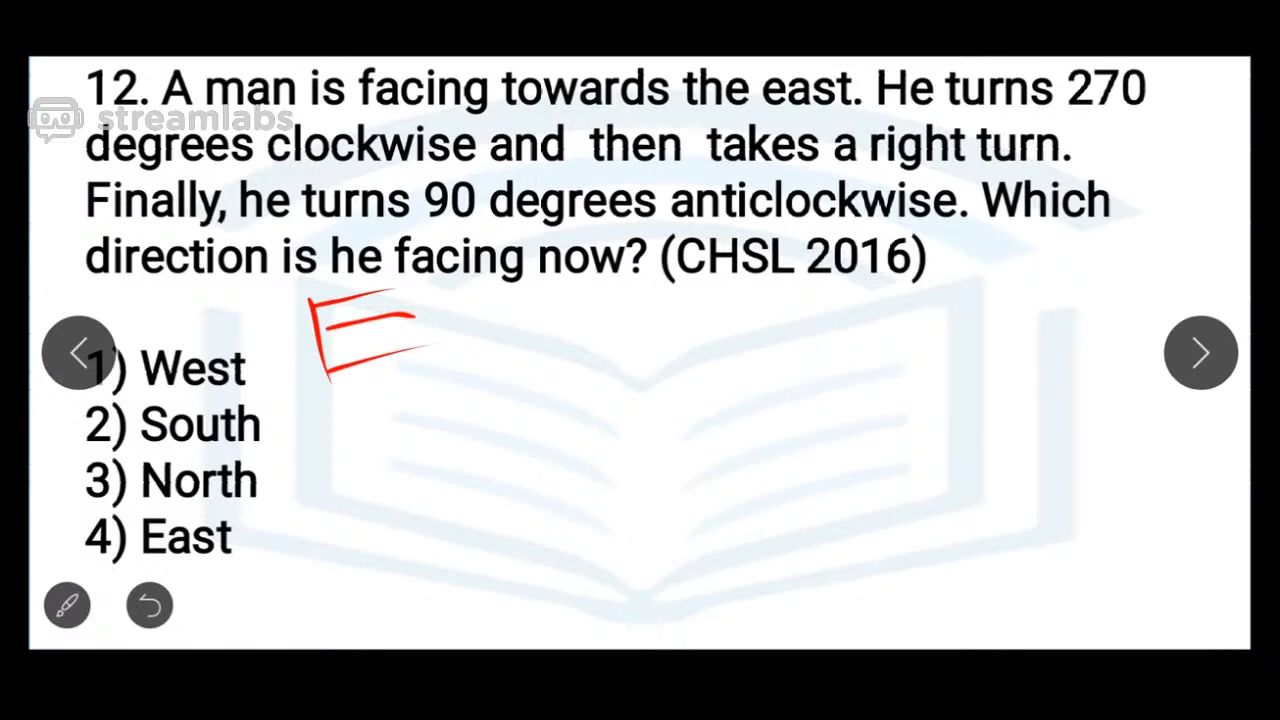 12. A man is facing towards the east. He turns 270
streamlabs
degrees clockwise and then takes a right turn.
Finally, he turns 90 degrees anticlockwise. Which
direction is he facing now? (CHSL 2016)
E
1) West
2) South
3) North
4) East